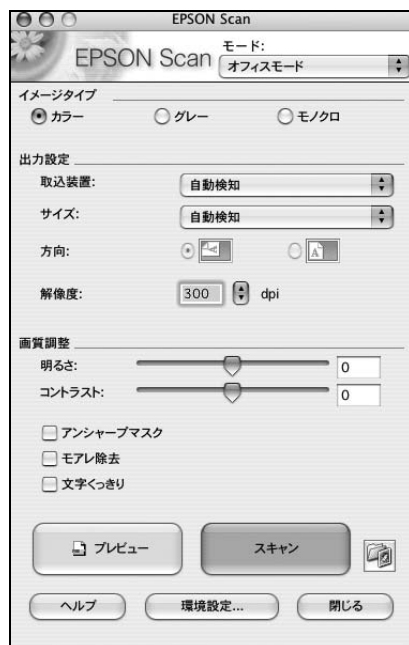 EPSON Scan
EPSON Scan
モード:
オフィスモード
イメージタイプ
カラー グレー モノクロ
出力設定
取込装置: 自動検知
サイズ: 自動検知
方向: A
解像度: 300 dpi
画質調整
明るさ: 0
コントラスト: 0
アンシャープマスク
モアレ除去
文字くっきり
プレビュー スキャン
ヘルプ 環境設定... 閉じる